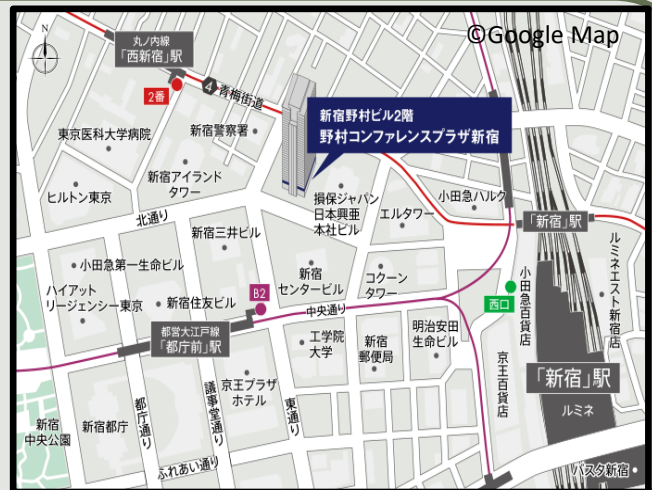 ©Google Map
N
丸ノ内線
「西新宿」駅
2番
4
青梅街道
新宿野村ビル2階
野村コンファレンスプラザ新宿
東京医科大学病院
新宿警察署
新宿アイランド
タワー
ヒルトン東京
北通り
損保ジャパン
日本興亜
本社ビル
エルタワー
小田急ハルク
「新宿」駅
新宿三井ビル
小田急第一生命ビル
ハイアット
リージェンシー東京
新宿住友ビル
B2
新宿
センタービル
コクーン
タワー
中央通り
西口
小田急百貨店
ルミネエスト新宿店
都営大江戸線
「都庁前」駅
工学院
大学
新宿
郵便局
明治安田
生命ビル
京王百貨店
「新宿」駅
ルミネ
京王プラザ
ホテル
新宿
中央公園
新宿都庁
都庁通り
議事堂通り
東通り
ふれあい通り
バスタ新宿